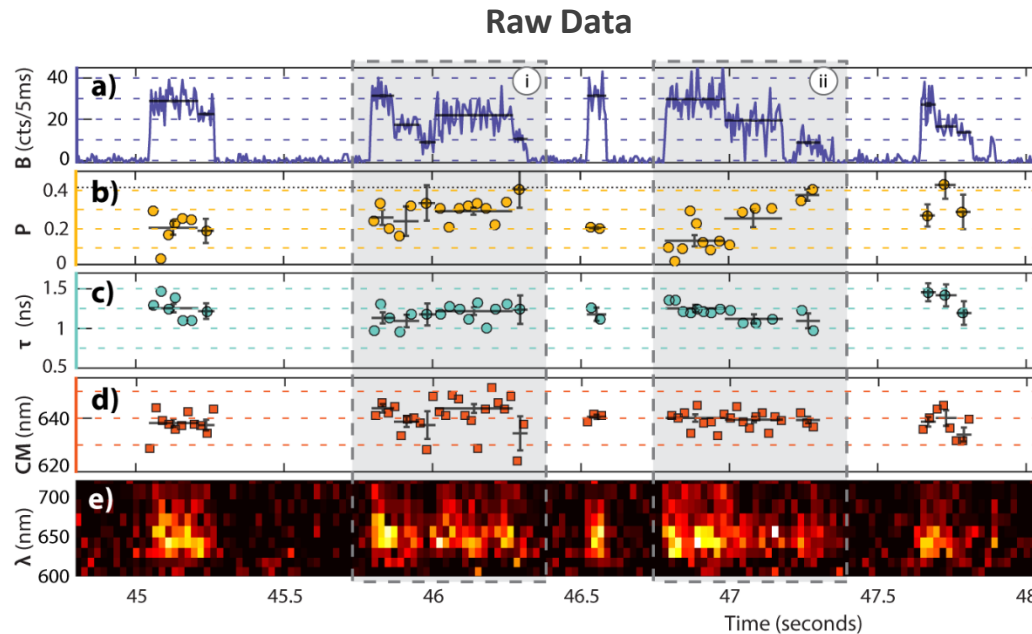 Raw Data
a)
B (cts/5ms)
40
20
0
i
ii
b)
P
0.4
0.2
0
c)
τ (ns)
1.5
1
0.5
d)
CM (nm)
640
620
e)
λ (nm)
700
650
600
45
45.5
46
46.5
47
47.5
48
Time (seconds)